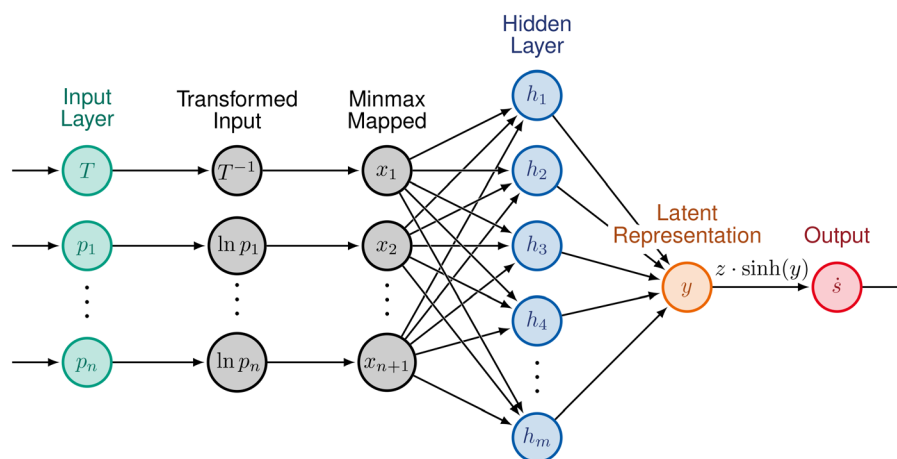 Hidden
Layer
Input
Layer
Transformed
Input
Minmax
Mapped
h₁
T
T⁻¹
x₁
h₂
Latent
Representation
Output
p₁
ln p₁
x₂
h₃
z · sinh(y)
y
ṡ
h₄
pₙ
ln pₙ
xₙ₊₁
hₘ